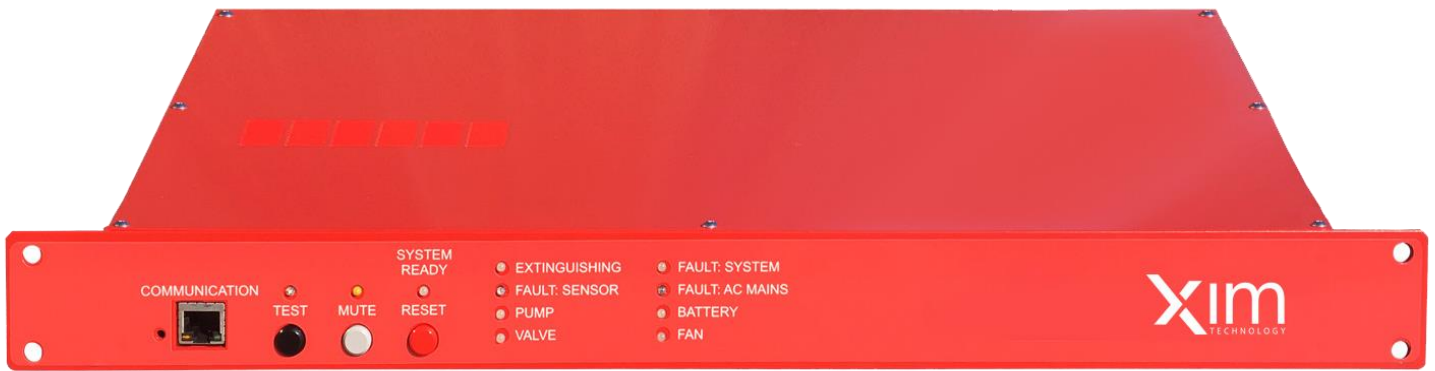 SYSTEM
READY
COMMUNICATION
TEST
MUTE
RESET
EXTINGUISHING
FAULT: SENSOR
PUMP
VALVE
FAULT: SYSTEM
FAULT: AC MAINS
BATTERY
FAN
XIM
TECHNOLOGY